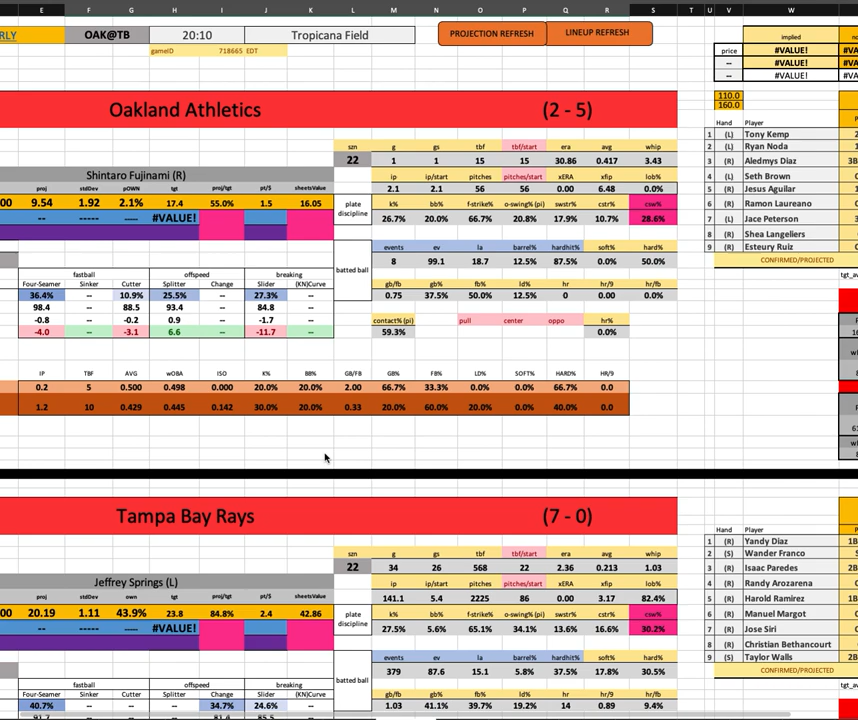 E F G H I J K L M N O P Q R S T U V W
RLY OAK@TB 20:10 Tropicana Field PROJECTION REFRESH LINEUP REFRESH
implied
gameID 718665 EDT price #VALUE!
-- #VALUE!
-- #VALUE!
110.0
160.0
Oakland Athletics (2 - 5)
Hand Player
1 (L) Tony Kemp
2 (L) Ryan Noda
3 (R) Aledmys Diaz 3B
4 (L) Seth Brown
5 (R) Jesus Aguilar
6 (R) Ramon Laureano
7 (L) Jace Peterson
8 (R) Shea Langeliers
9 (R) Esteury Ruiz
CONFIRMED/PROJECTED
szn g gs tbf tbf/start era avg whip
22 1 1 15 15 30.86 0.417 3.43
Shintaro Fujinami (R) ip ip/start pitches pitches/start xERA xfip lob%
2.1 2.1 56 56 0.00 6.48 0.0%
proj stdDev pOWN tgt proj/tgt pt/$ sheetsValue
00 9.54 1.92 2.1% 17.4 55.0% 1.5 16.05
-- ----- ----- #VALUE!
plate discipline k% bb% f-strike% o-swing% (pi) swstr% cstr% csw%
26.7% 20.0% 66.7% 20.8% 17.9% 10.7% 28.6%
batted ball events ev la barrel% hardhit% soft% hard%
8 99.1 18.7 12.5% 87.5% 0.0% 50.0%
gb/fb gb% fb% ld% hr hr/9 hr/fb
0.75 37.5% 50.0% 12.5% 0 0.00 0.0%
fastball offspeed breaking
Four-Seamer Sinker Cutter Splitter Change Slider (KN)Curve
36.4% -- 10.9% 25.5% -- 27.3% --
98.4 -- 88.5 93.4 -- 84.8 --
-0.8 -- -0.2 0.9 -- -1.7 --
-4.0 -- -3.1 6.6 -- -11.7 --
contact% (pi) pull center oppo hr%
59.3% 0.0%
IP TBF AVG wOBA ISO K% BB% GB/FB GB% FB% LD% SOFT% HARD% HR/9
0.2 5 0.500 0.498 0.000 20.0% 20.0% 2.00 66.7% 33.3% 0.0% 0.0% 66.7% 0.0
1.2 10 0.429 0.445 0.142 30.0% 20.0% 0.33 20.0% 60.0% 20.0% 0.0% 40.0% 0.0
Tampa Bay Rays (7 - 0)
Hand Player
1 (R) Yandy Diaz 1B
2 (S) Wander Franco
3 (R) Isaac Paredes 2B
4 (R) Randy Arozarena
5 (R) Harold Ramirez
6 (R) Manuel Margot
7 (R) Jose Siri
8 (R) Christian Bethancourt
9 (S) Taylor Walls 2B
CONFIRMED/PROJECTED
szn g gs tbf tbf/start era avg whip
22 34 26 568 22 2.36 0.213 1.03
Jeffrey Springs (L) ip ip/start pitches pitches/start xERA xfip lob%
141.1 5.4 2225 86 0.00 3.17 82.4%
proj stdDev own tgt proj/tgt pt/$ sheetsValue
00 20.19 1.11 43.9% 23.8 84.8% 2.4 42.86
-- ----- ----- #VALUE!
plate discipline k% bb% f-strike% o-swing% (pi) swstr% cstr% csw%
27.5% 5.6% 65.1% 34.1% 13.6% 16.6% 30.2%
batted ball events ev la barrel% hardhit% soft% hard%
379 87.6 15.1 5.8% 37.5% 17.8% 30.5%
gb/fb gb% fb% ld% hr hr/9 hr/fb
1.03 41.1% 39.7% 19.2% 14 0.89 9.4%
fastball offspeed breaking
Four-Seamer Sinker Cutter Splitter Change Slider (KN)Curve
40.7% -- -- -- 34.7% 24.6% --